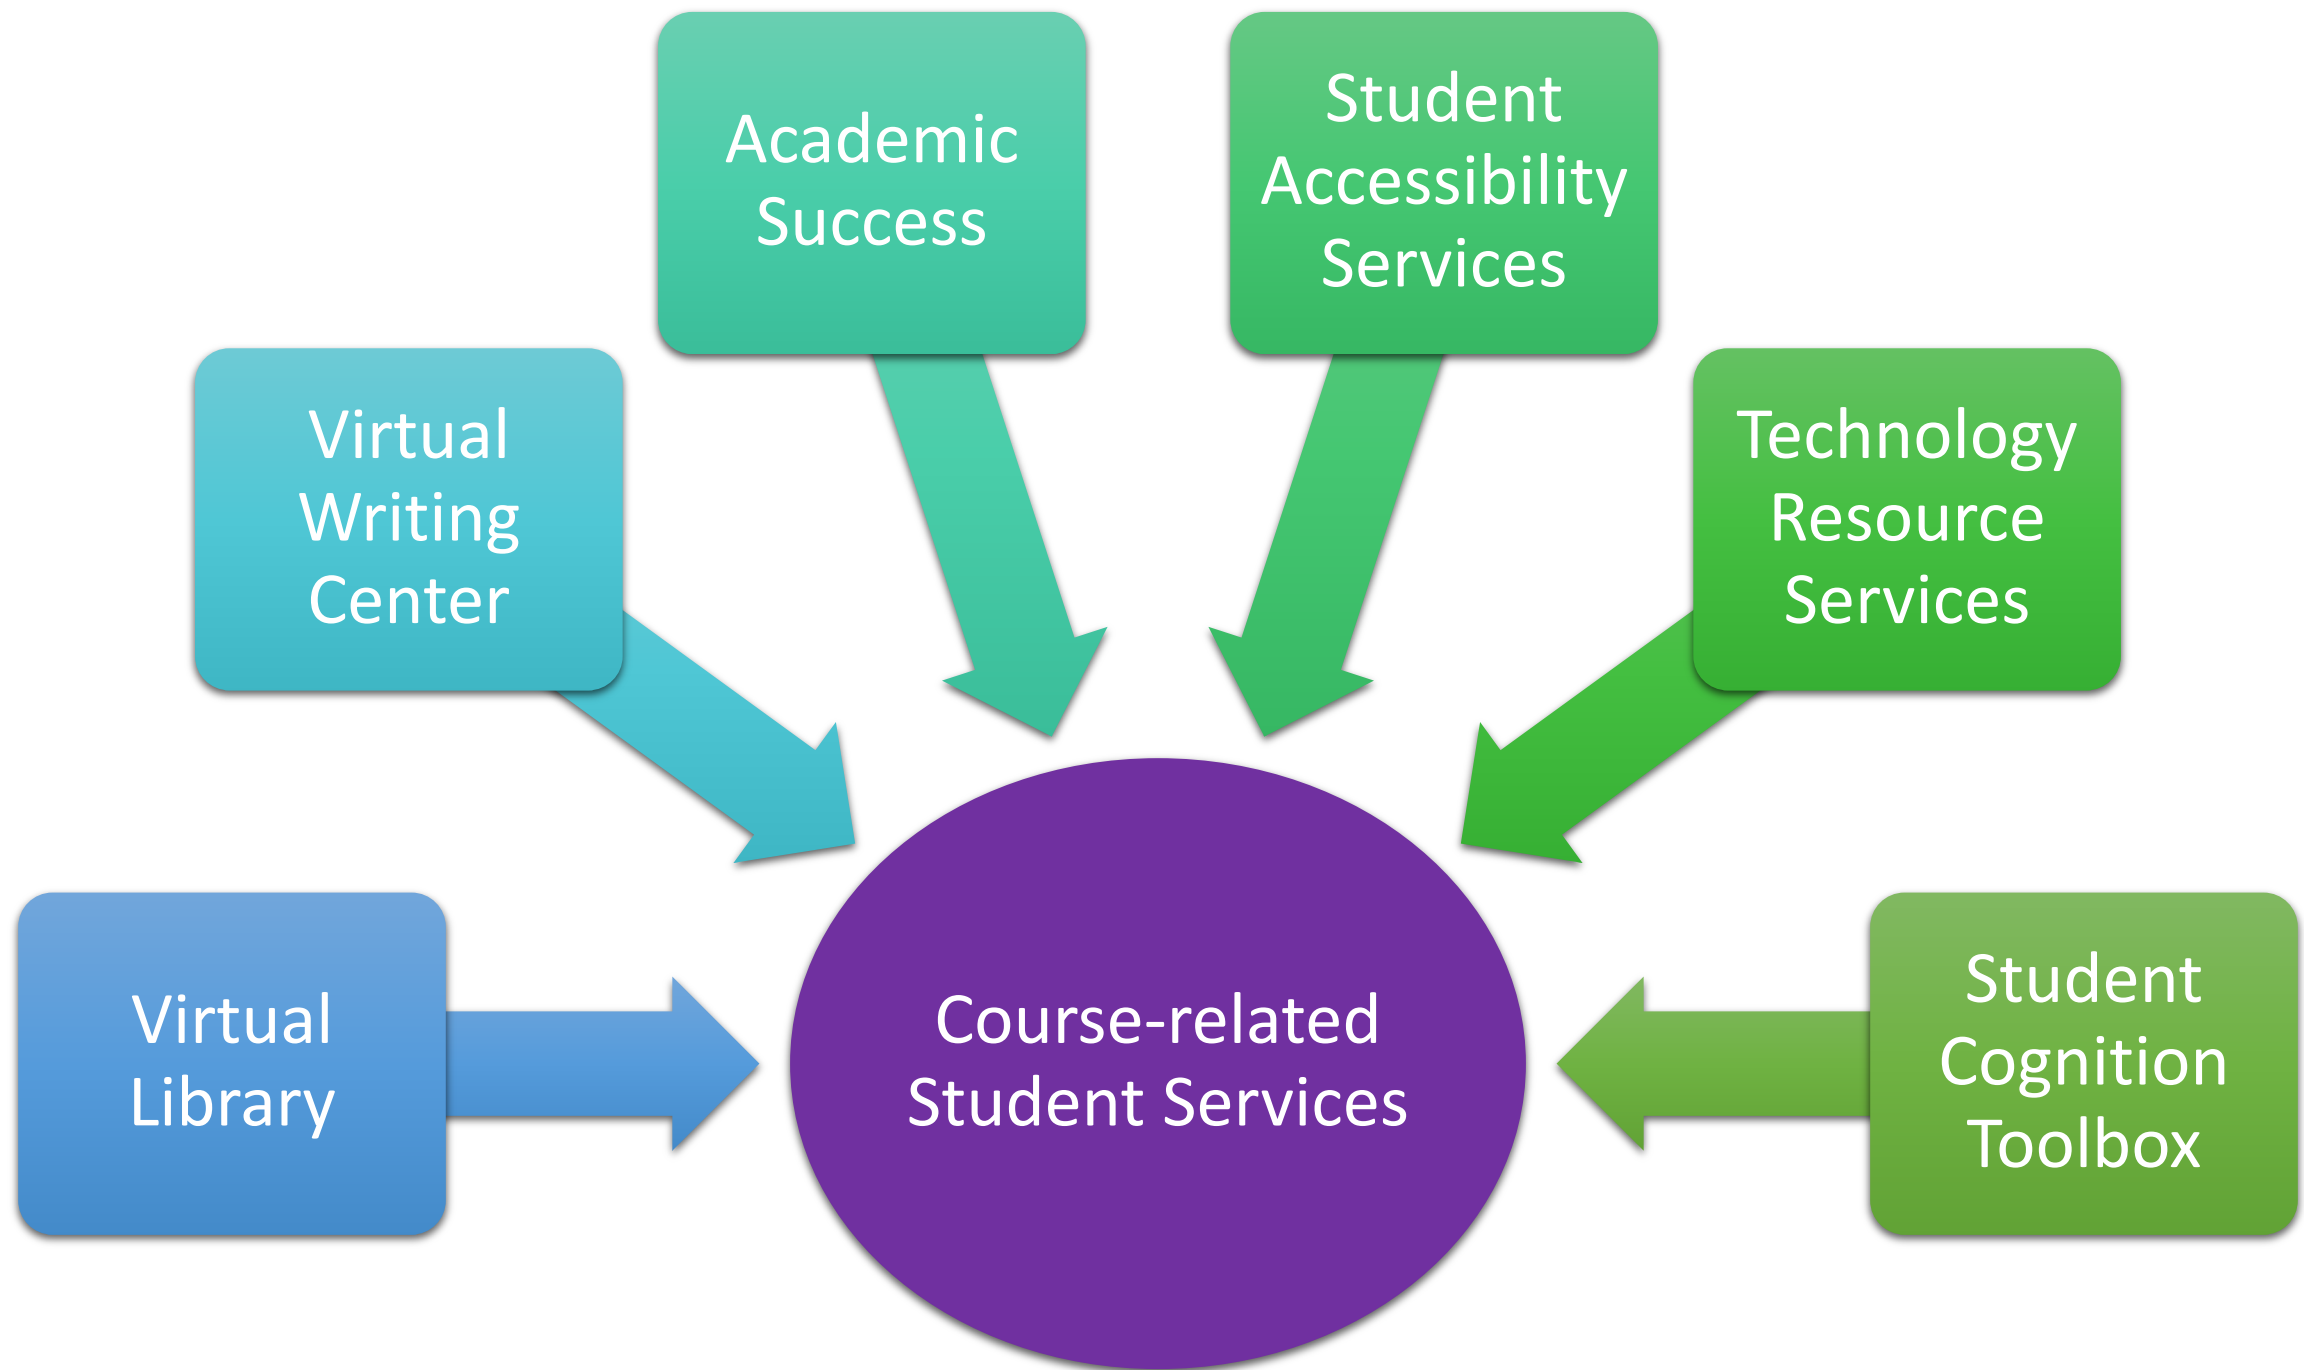 Academic
Success
Student
Accessibility
Services
Virtual
Writing
Center
Technology
Resource
Services
Virtual
Library
Course-related
Student Services
Student
Cognition
Toolbox